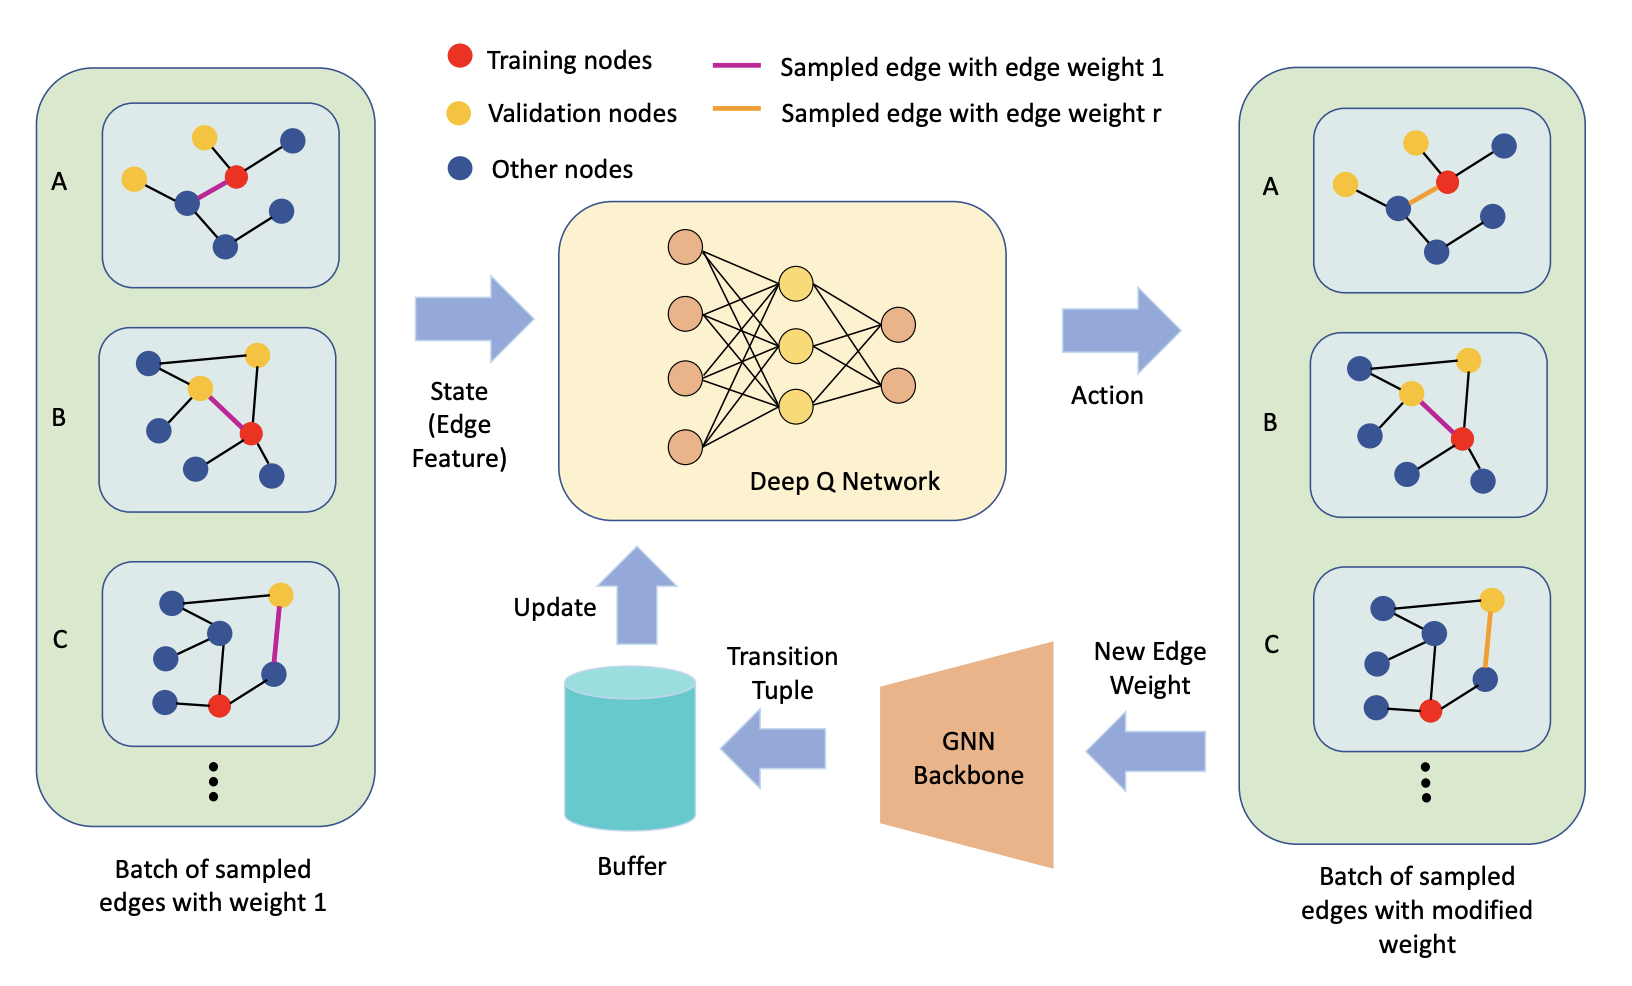 Training nodes
Validation nodes
Other nodes
Sampled edge with edge weight 1
Sampled edge with edge weight r
A
B
C
Batch of sampled
edges with weight 1
State
(Edge
Feature)
Deep Q Network
Action
A
B
C
Batch of sampled
edges with modified
weight
New Edge
Weight
GNN
Backbone
Transition
Tuple
Buffer
Update